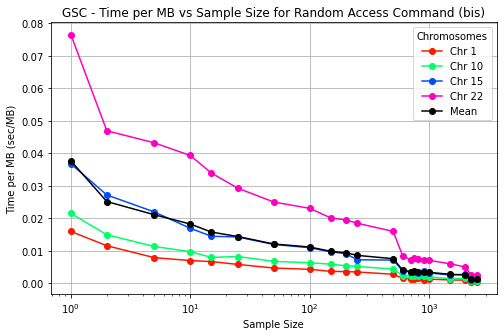 GSC - Time per MB vs Sample Size for Random Access Command (bis)
Time per MB (sec/MB)
0.08
0.07
0.06
0.05
0.04
0.03
0.02
0.01
0.00
Chromosomes
Chr 1
Chr 10
Chr 15
Chr 22
Mean
10⁰
10¹
10²
10³
Sample Size